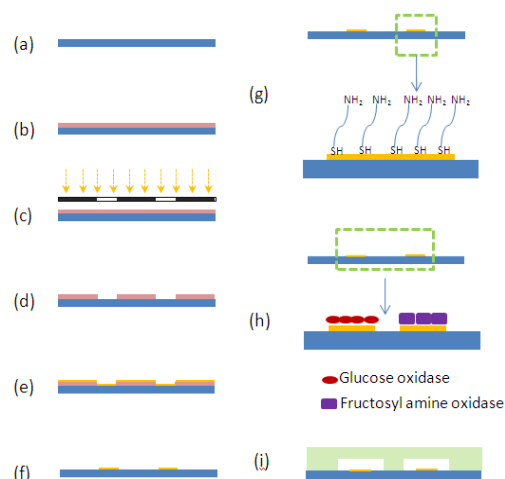 (a)
(b)
(c)
(d)
(e)
(f)
(g)
NH2 NH2 NH2 NH2 NH2
SH SH SH SH SH
(h)
Glucose oxidase
Fructosyl amine oxidase
(i)